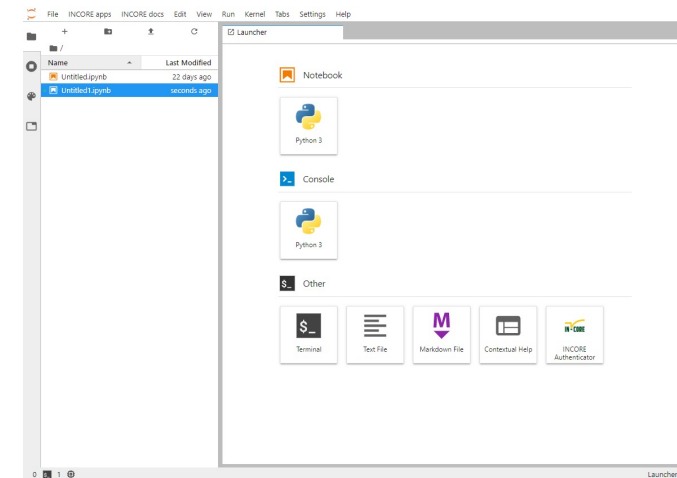 File INCORE apps INCORE docs Edit View Run Kernel Tabs Settings Help
Launcher
/
Name Last Modified
Untitled.ipynb 22 days ago
Untitled1.ipynb seconds ago
Notebook
Python 3
Console
Python 3
$_ Other
$_
M
IN-CORE
Terminal
Text File
Markdown File
Contextual Help
INCORE
Authenticator
0 $_ 1
Launcher